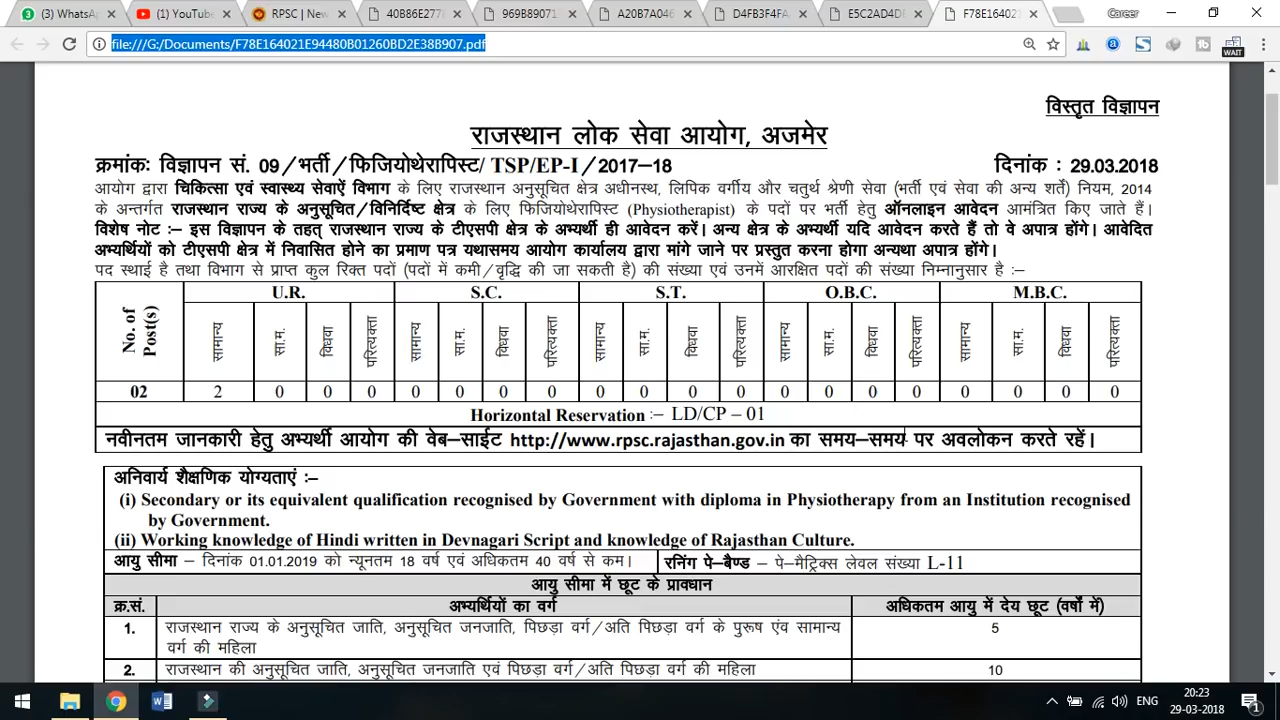 (3) WhatsA
(1) YouTube
RPSC | New
40B86E2778
969B89071
A20B7A046
D4FB3F4FA
E5C2AD4DE
F78E164021
Career
file:///G:/Documents/F78E164021E94480B01260BD2E38B907.pdf
WAIT
विस्तृत विज्ञापन
राजस्थान लोक सेवा आयोग, अजमेर
क्रमांकः विज्ञापन सं. 09/भर्ती/फिजियोथेरापिस्ट/ TSP/EP-I/2017–18 दिनांक : 29.03.2018
आयोग द्वारा चिकित्सा एवं स्वास्थ्य सेवाऐं विभाग के लिए राजस्थान अनुसूचित क्षेत्र अधीनस्थ, लिपिक वर्गीय और चतुर्थ श्रेणी सेवा (भर्ती एवं सेवा की अन्य शर्तें) नियम, 2014
के अन्तर्गत राजस्थान राज्य के अनुसूचित/विनिर्दिष्ट क्षेत्र के लिए फिजियोथेरापिस्ट (Physiotherapist) के पदों पर भर्ती हेतु ऑनलाइन आवेदन आमंत्रित किए जाते हैं।
विशेष नोट :– इस विज्ञापन के तहत् राजस्थान राज्य के टीएसपी क्षेत्र के अभ्यर्थी ही आवेदन करें। अन्य क्षेत्र के अभ्यर्थी यदि आवेदन करते हैं तो वे अपात्र होंगे। आवेदित
अभ्यर्थियों को टीएसपी क्षेत्र में निवासित होने का प्रमाण पत्र यथासमय आयोग कार्यालय द्वारा मांगे जाने पर प्रस्तुत करना होगा अन्यथा अपात्र होंगे।
पद स्थाई है तथा विभाग से प्राप्त कुल रिक्त पदों (पदों में कमी/वृद्धि की जा सकती है) की संख्या एवं उनमें आरक्षित पदों की संख्या निम्नानुसार है :–
No. of Post(s) U.R. S.C. S.T. O.B.C. M.B.C.
सामान्य सा.म. विधवा परित्यक्ता सामान्य सा.म. विधवा परित्यक्ता सामान्य सा.म. विधवा परित्यक्ता सामान्य सा.म. विधवा परित्यक्ता सामान्य सा.म. विधवा परित्यक्ता
02 2 0 0 0 0 0 0 0 0 0 0 0 0 0 0 0 0 0 0 0
Horizontal Reservation :– LD/CP – 01
नवीनतम जानकारी हेतु अभ्यर्थी आयोग की वेब–साईट http://www.rpsc.rajasthan.gov.in का समय–समय पर अवलोकन करते रहें।
अनिवार्य शैक्षणिक योग्यताएं :–
(i) Secondary or its equivalent qualification recognised by Government with diploma in Physiotherapy from an Institution recognised
by Government.
(ii) Working knowledge of Hindi written in Devnagari Script and knowledge of Rajasthan Culture.
आयु सीमा – दिनांक 01.01.2019 को न्यूनतम 18 वर्ष एवं अधिकतम 40 वर्ष से कम। रनिंग पे–बैण्ड – पे–मैट्रिक्स लेवल संख्या L-11
आयु सीमा में छूट के प्रावधान
क्र.सं. अभ्यर्थियों का वर्ग अधिकतम आयु में देय छूट (वर्षों में)
1. राजस्थान राज्य के अनुसूचित जाति, अनुसूचित जनजाति, पिछड़ा वर्ग/अति पिछड़ा वर्ग के पुरूष एंव सामान्य 5
वर्ग की महिला
2. राजस्थान की अनुसूचित जाति, अनुसूचित जनजाति एवं पिछड़ा वर्ग/अति पिछड़ा वर्ग की महिला 10
ENG
20:23
29-03-2018